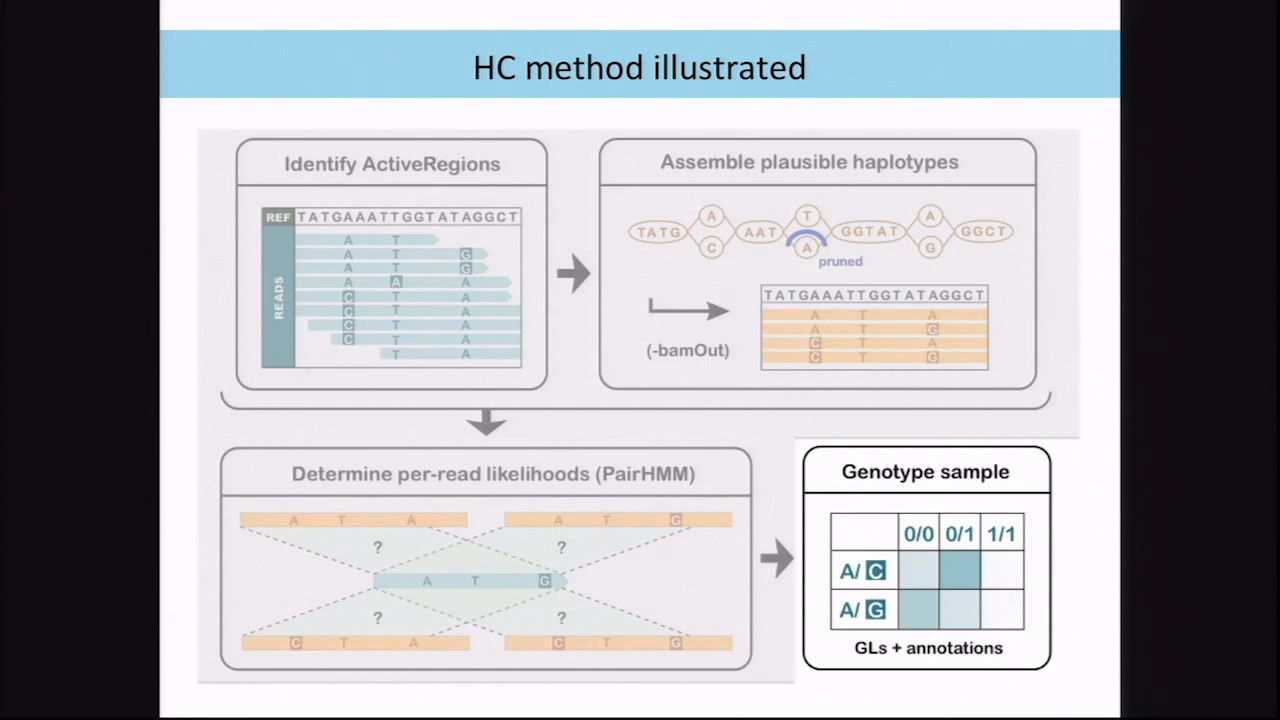 HC method illustrated
Identify ActiveRegions
REF TATGAAATTGGTATAGGCT
READS
A T
A T G
A T G
A A A
C T A
C T A
C T A
C T A
T A
Assemble plausible haplotypes
TATG A C AAT T A GGTAT A G GGCT
pruned
(-bamOut)
TATGAAATTGGTATAGGCT
A T A
A T G
C T A
C T G
Determine per-read likelihoods (PairHMM)
A T A A T G
? ?
A T G
? ?
C T A C T G
Genotype sample
0/0 0/1 1/1
A/ C
A/ G
GLs + annotations